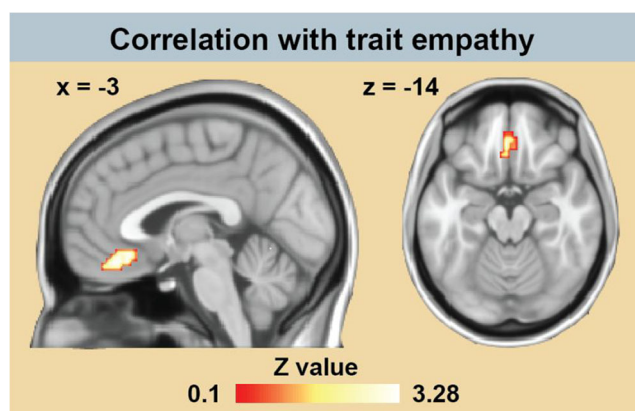 Correlation with trait empathy
x = -3
z = -14
Z value
0.1
3.28